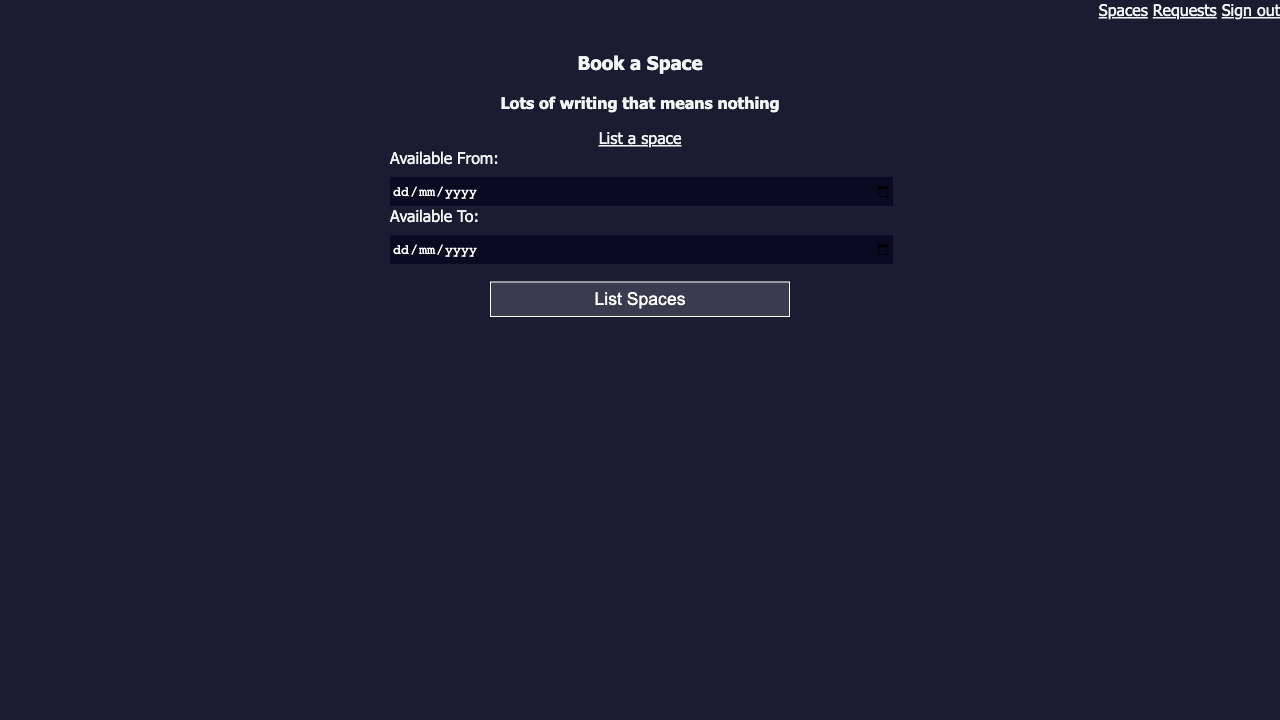 Spaces Requests Sign out
Book a Space
Lots of writing that means nothing
List a space
Available From:
dd/mm/yyyy
Available To:
dd/mm/yyyy
List Spaces